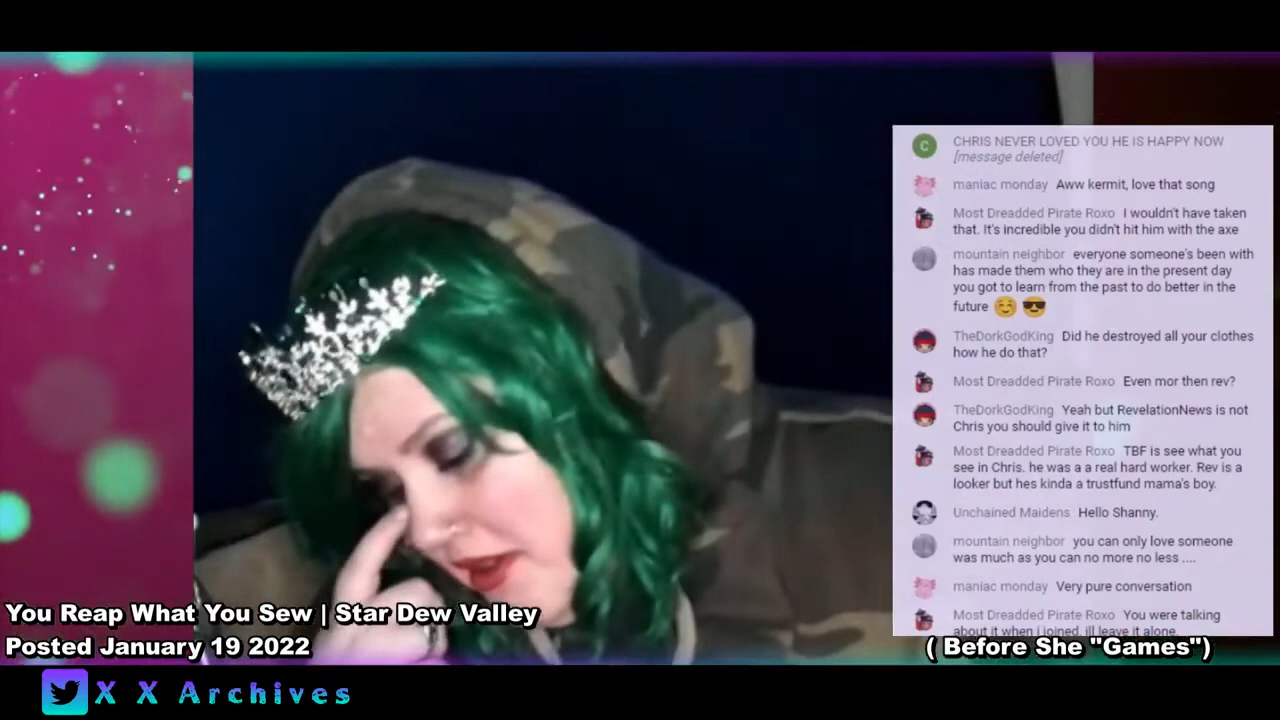 C
CHRIS NEVER LOVED YOU HE IS HAPPY NOW
[message deleted]
maniac monday Aww kermit, love that song
Most Dreadded Pirate Roxo I wouldn't have taken
that. It's incredible you didn't hit him with the axe
mountain neighbor everyone someone's been with
has made them who they are in the present day
you got to learn from the past to do better in the
future
TheDorkGodKing Did he destroyed all your clothes
how he do that?
Most Dreadded Pirate Roxo Even mor then rev?
TheDorkGodKing Yeah but RevelationNews is not
Chris you should give it to him
Most Dreadded Pirate Roxo TBF is see what you
see in Chris. he was a a real hard worker. Rev is a
looker but hes kinda a trustfund mama's boy.
Unchained Maidens Hello Shanny.
mountain neighbor you can only love someone
was much as you can no more no less ....
maniac monday Very pure conversation
Most Dreadded Pirate Roxo You were talking
about it when i joined. ill leave it alone.
You Reap What You Sew | Star Dew Valley
Posted January 19 2022
( Before She "Games")
X X Archives